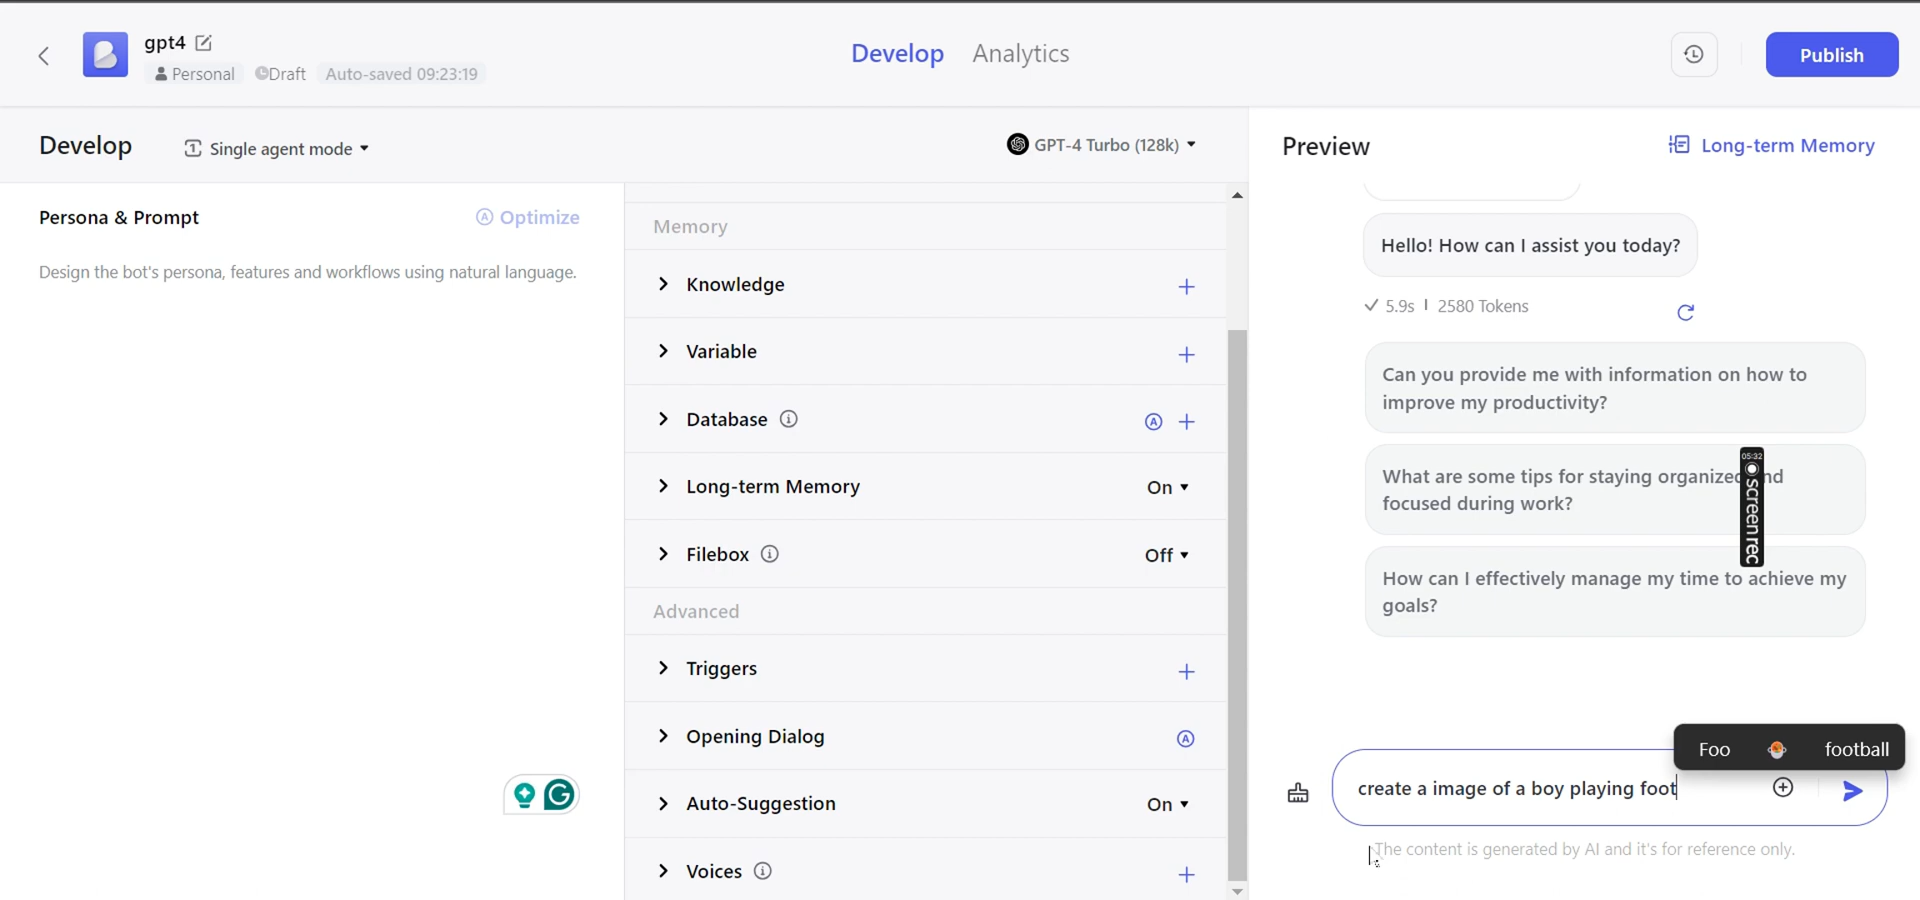 gpt4
Personal Draft Auto-saved 09:23:19
Develop Analytics
Publish
Develop
Single agent mode
GPT-4 Turbo (128k)
Preview
Long-term Memory
Persona & Prompt
Optimize
Design the bot's persona, features and workflows using natural language.
Memory
Knowledge
Variable
Database
Long-term Memory On
Filebox Off
Advanced
Triggers
Opening Dialog
Auto-Suggestion On
Voices
Hello! How can I assist you today?
5.9s | 2580 Tokens
Can you provide me with information on how to
improve my productivity?
What are some tips for staying organized nd
focused during work?
How can I effectively manage my time to achieve my
goals?
05:32
screenrec
Foo football
create a image of a boy playing foot
The content is generated by AI and it's for reference only.